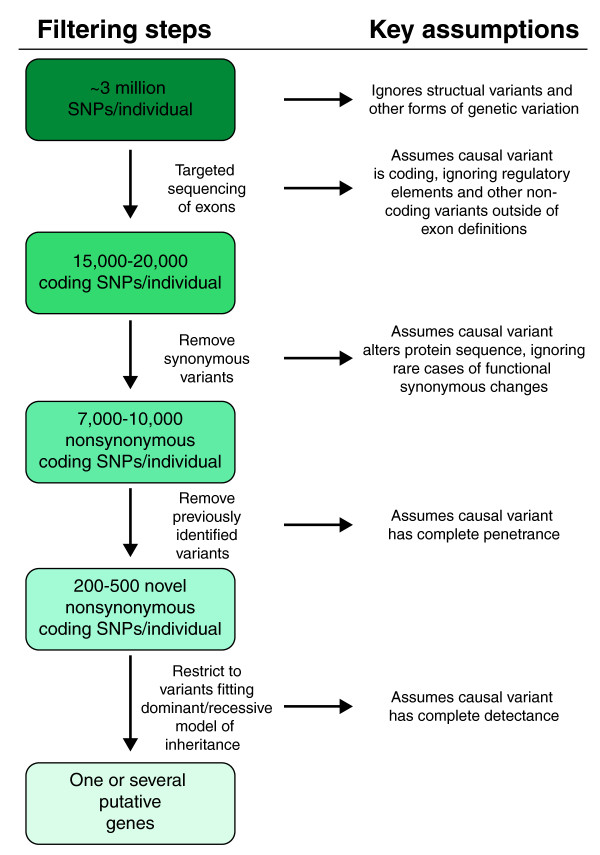 Filtering steps
Key assumptions
~3 million
SNPs/individual
Ignores structual variants and
other forms of genetic variation
Targeted
sequencing
of exons
Assumes causal variant
is coding, ignoring regulatory
elements and other non-
coding variants outside of
exon definitions
15,000-20,000
coding SNPs/individual
Remove
synonymous
variants
Assumes causal variant
alters protein sequence, ignoring
rare cases of functional
synonymous changes
7,000-10,000
nonsynonymous
coding SNPs/individual
Remove
previously
identified
variants
Assumes causal variant
has complete penetrance
200-500 novel
nonsynonymous
coding SNPs/individual
Restrict to
variants fitting
dominant/recessive
model of
inheritance
Assumes causal variant
has complete detectance
One or several
putative
genes